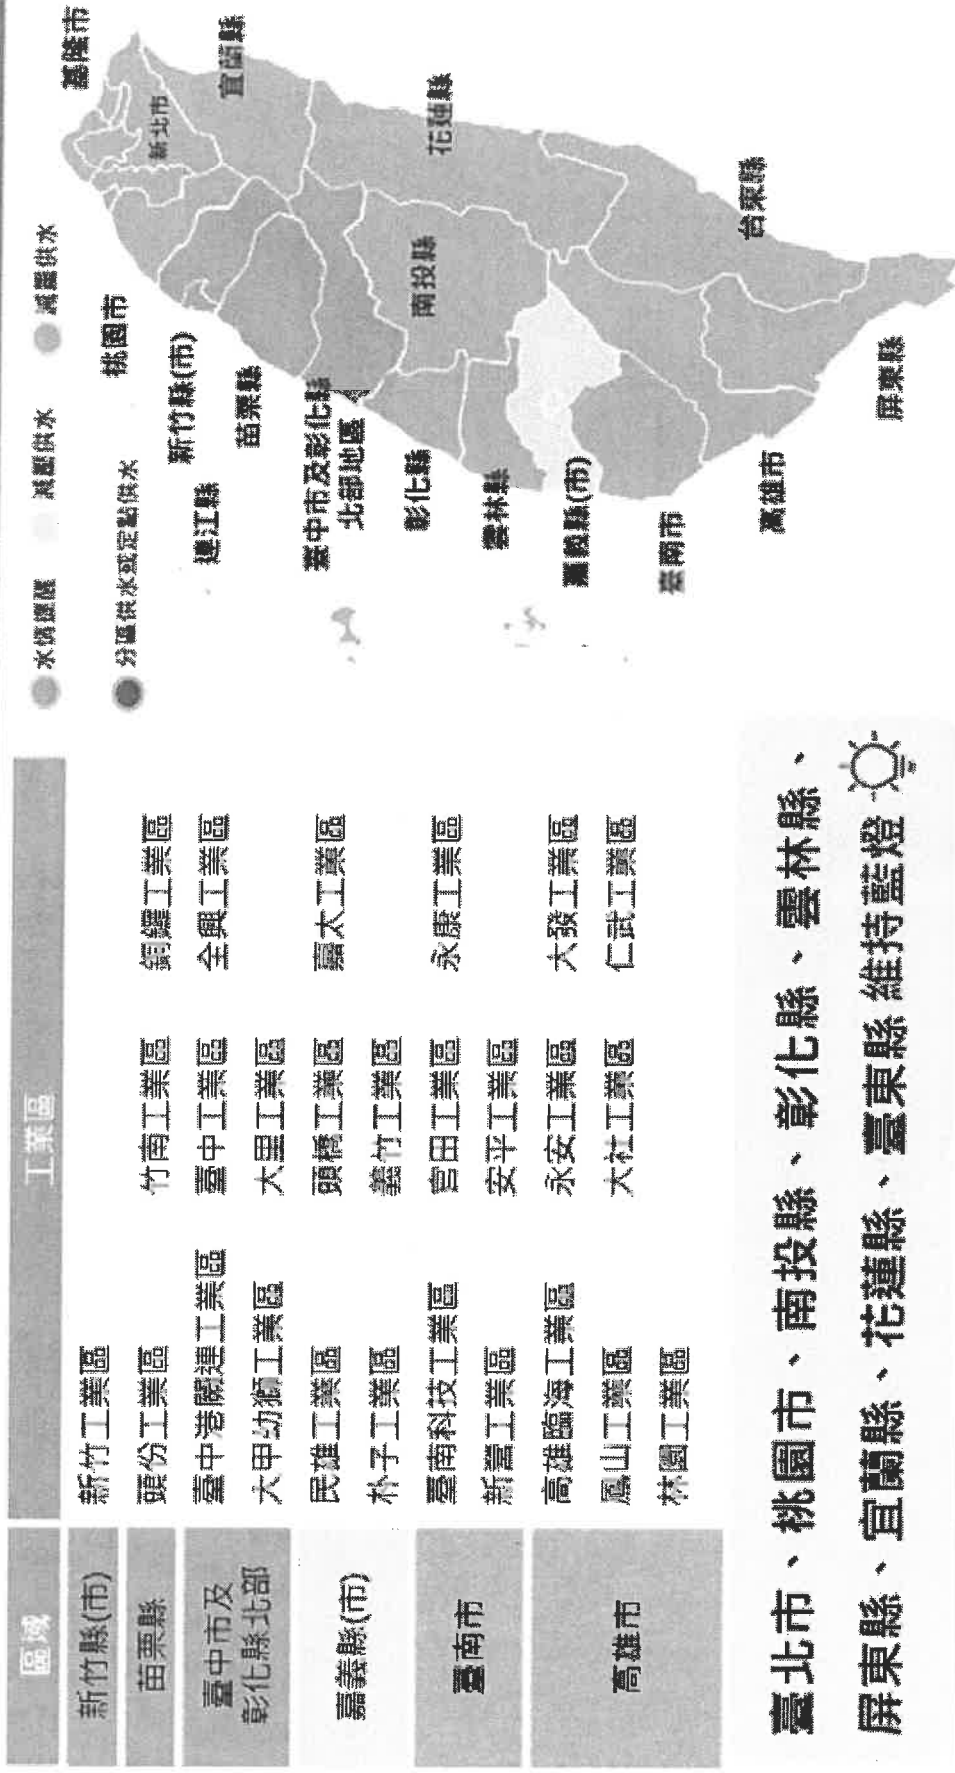 區域 工業區
新竹縣(市) 新竹工業區
苗栗縣 頭份工業區 竹南工業區 銅鑼工業區
臺中市及彰化縣北部 臺中港關連工業區 臺中工業區 全興工業區
大甲幼獅工業區 大里工業區
嘉義縣(市) 民雄工業區 頭橋工業區 嘉太工業區
朴子工業區 義竹工業區
臺南市 臺南科技工業區 官田工業區 永康工業區
新營工業區 安平工業區
高雄市 高雄臨海工業區 永安工業區 大發工業區
鳳山工業區 大社工業區 仁武工業區
林園工業區
臺北市、桃園市、南投縣、彰化縣、雲林縣、
屏東縣、宜蘭縣、花蓮縣、臺東縣 維持藍燈
水情提醒 減壓供水 減量供水
分區供水或定點供水
基隆市
新北市
宜蘭縣
桃園市
新竹縣(市)
苗栗縣
連江縣
臺中市及彰化縣
北部地區
花蓮縣
南投縣
彰化縣
雲林縣
嘉義縣(市)
台東縣
臺南市
高雄市
屏東縣